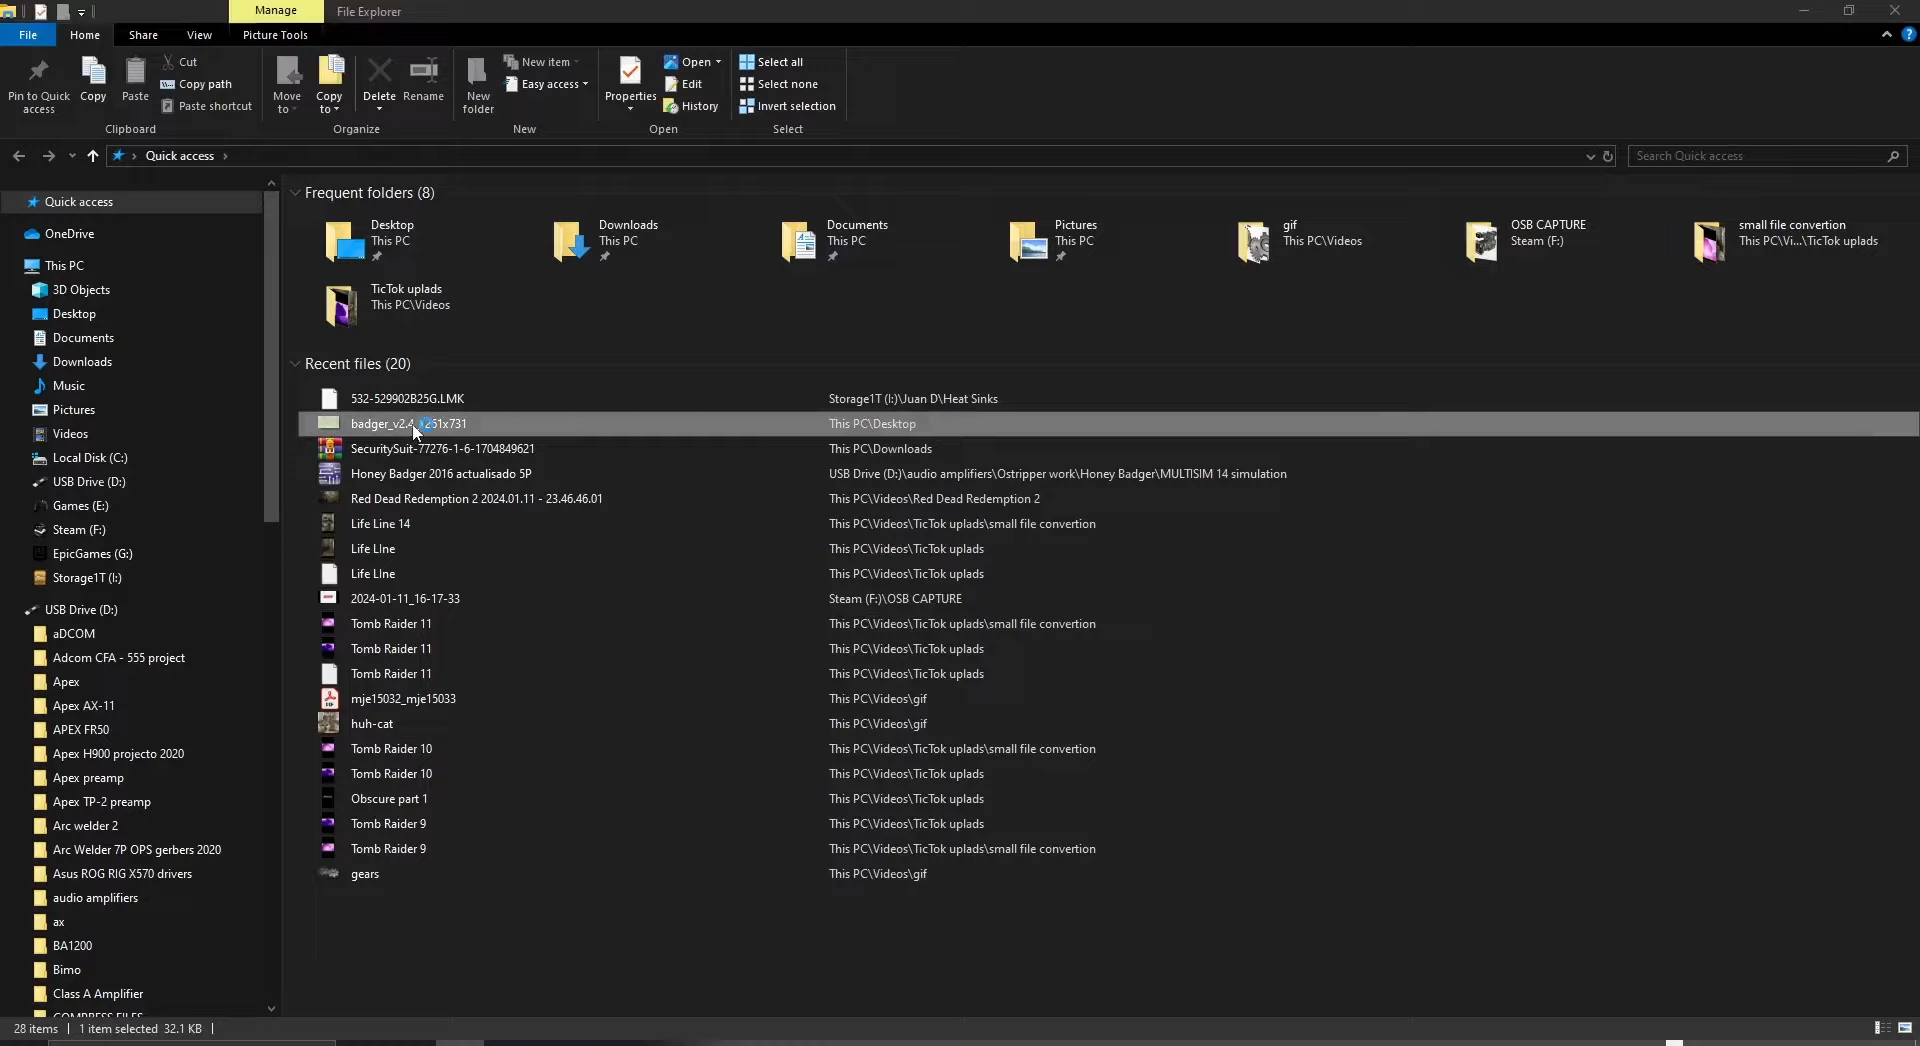 Manage
File Explorer
File
Home
Share
View
Picture Tools
Pin to Quick access
Copy
Paste
Cut
Copy path
Paste shortcut
Clipboard
Move to
Copy to
Delete
Rename
Organize
New folder
New item
Easy access
New
Properties
Open
Edit
History
Open
Select all
Select none
Invert selection
Select
Quick access
Search Quick access
Quick access
OneDrive
This PC
3D Objects
Desktop
Documents
Downloads
Music
Pictures
Videos
Local Disk (C:)
USB Drive (D:)
Games (E:)
Steam (F:)
EpicGames (G:)
Storage1T (I:)
USB Drive (D:)
aDCOM
Adcom CFA - 555 project
Apex
Apex AX-11
APEX FR50
Apex H900 projecto 2020
Apex preamp
Apex TP-2 preamp
Arc welder 2
Arc Welder 7P OPS gerbers 2020
Asus ROG RIG X570 drivers
audio amplifiers
ax
BA1200
Bimo
Class A Amplifier
COMPRESS FILES
Frequent folders (8)
Desktop
This PC
Downloads
This PC
Documents
This PC
Pictures
This PC
gif
This PC\Videos
OSB CAPTURE
Steam (F:)
small file convertion
This PC\Vi...\TicTok uplads
TicTok uplads
This PC\Videos
Recent files (20)
532-529902B25G.LMK Storage1T (I:)\Juan D\Heat Sinks
badger_v2.4 261x731 This PC\Desktop
SecuritySuit-77276-1-6-1704849621 This PC\Downloads
Honey Badger 2016 actualisado 5P USB Drive (D:)\audio amplifiers\Ostripper work\Honey Badger\MULTISIM 14 simulation
Red Dead Redemption 2 2024.01.11 - 23.46.46.01 This PC\Videos\Red Dead Redemption 2
Life Line 14 This PC\Videos\TicTok uplads\small file convertion
Life LIne This PC\Videos\TicTok uplads
Life LIne This PC\Videos\TicTok uplads
2024-01-11_16-17-33 Steam (F:)\OSB CAPTURE
Tomb Raider 11 This PC\Videos\TicTok uplads\small file convertion
Tomb Raider 11 This PC\Videos\TicTok uplads
Tomb Raider 11 This PC\Videos\TicTok uplads
mje15032_mje15033 This PC\Videos\gif
huh-cat This PC\Videos\gif
Tomb Raider 10 This PC\Videos\TicTok uplads\small file convertion
Tomb Raider 10 This PC\Videos\TicTok uplads
Obscure part 1 This PC\Videos\TicTok uplads
Tomb Raider 9 This PC\Videos\TicTok uplads
Tomb Raider 9 This PC\Videos\TicTok uplads\small file convertion
gears This PC\Videos\gif
28 items
1 item selected 32.1 KB